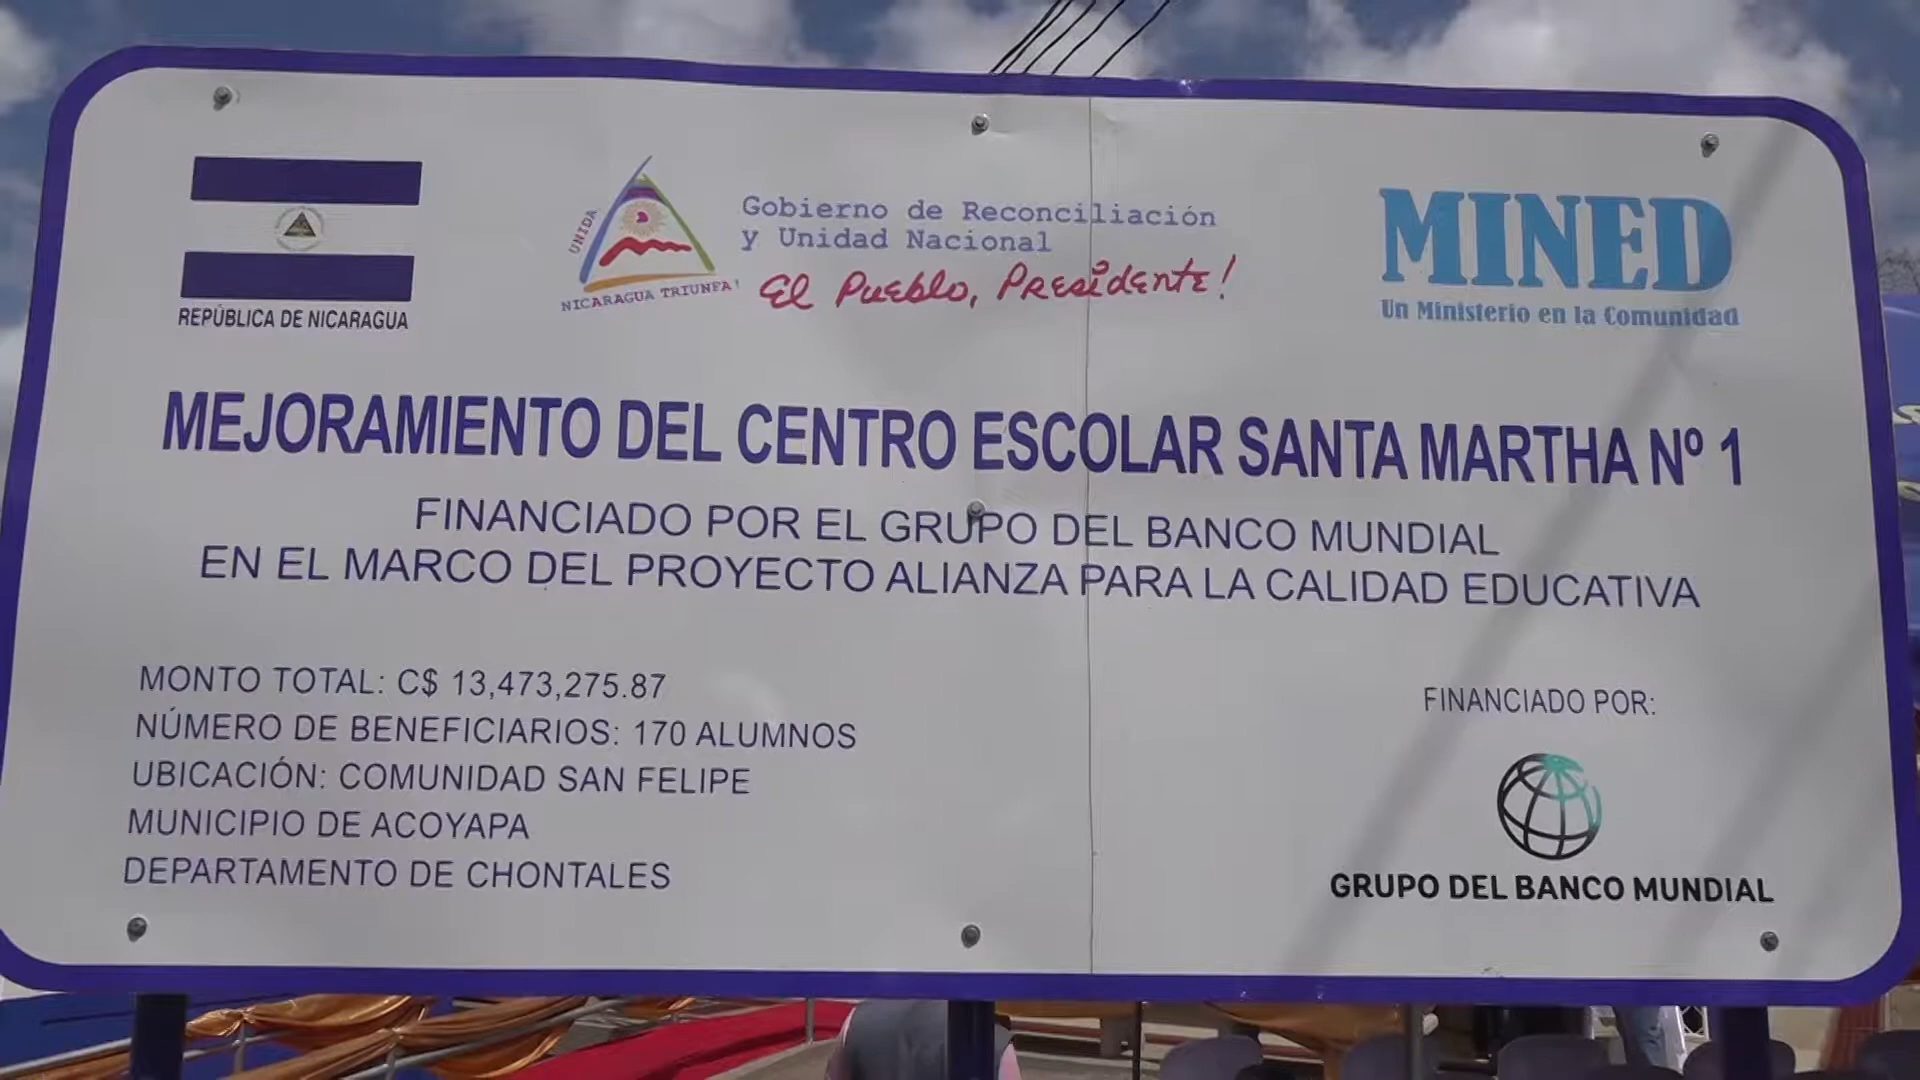 REPÚBLICA DE NICARAGUA
UNIDA
NICARAGUA TRIUNFA!
Gobierno de Reconciliación
y Unidad Nacional
El Pueblo, Presidente!
MINED
Un Ministerio en la Comunidad
MEJORAMIENTO DEL CENTRO ESCOLAR SANTA MARTHA Nº 1
FINANCIADO POR EL GRUPO DEL BANCO MUNDIAL
EN EL MARCO DEL PROYECTO ALIANZA PARA LA CALIDAD EDUCATIVA
MONTO TOTAL: C$ 13,473,275.87
NÚMERO DE BENEFICIARIOS: 170 ALUMNOS
UBICACIÓN: COMUNIDAD SAN FELIPE
MUNICIPIO DE ACOYAPA
DEPARTAMENTO DE CHONTALES
FINANCIADO POR:
GRUPO DEL BANCO MUNDIAL